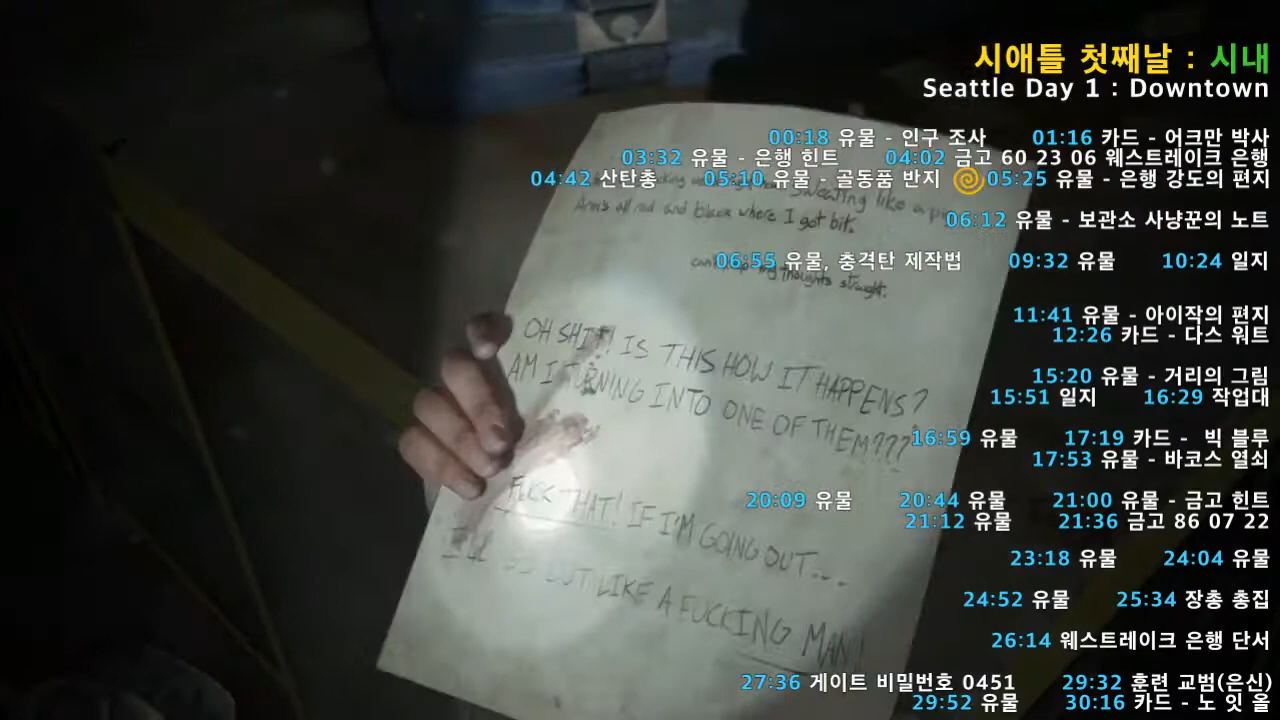 시애틀 첫째날 : 시내
Seattle Day 1 : Downtown
00:18 유물 - 인구 조사 01:16 카드 - 어크만 박사
03:32 유물 - 은행 힌트 04:02 금고 60 23 06 웨스트레이크 은행
04:42 산탄총 05:10 유물 - 골동품 반지 05:25 유물 - 은행 강도의 편지
06:12 유물 - 보관소 사냥꾼의 노트
06:55 유물, 충격탄 제작법 09:32 유물 10:24 일지
11:41 유물 - 아이작의 편지
12:26 카드 - 다스 워트
15:20 유물 - 거리의 그림
15:51 일지 16:29 작업대
16:59 유물 17:19 카드 - 빅 블루
17:53 유물 - 바코스 열쇠
20:09 유물 20:44 유물 21:00 유물 - 금고 힌트
21:12 유물 21:36 금고 86 07 22
23:18 유물 24:04 유물
24:52 유물 25:34 장총 총집
26:14 웨스트레이크 은행 단서
27:36 게이트 비밀번호 0451 29:32 훈련 교범(은신)
29:52 유물 30:16 카드 - 노 잇 올
sweating like a
Arm's all red and black where I got bit.
my thoughts straight.
OH SHIT! IS THIS HOW IT HAPPENS?
AM I TURNING INTO ONE OF THEM???
FUCK THAT! IF I'M GOING OUT...
OUT LIKE A FUCKING MAN!!